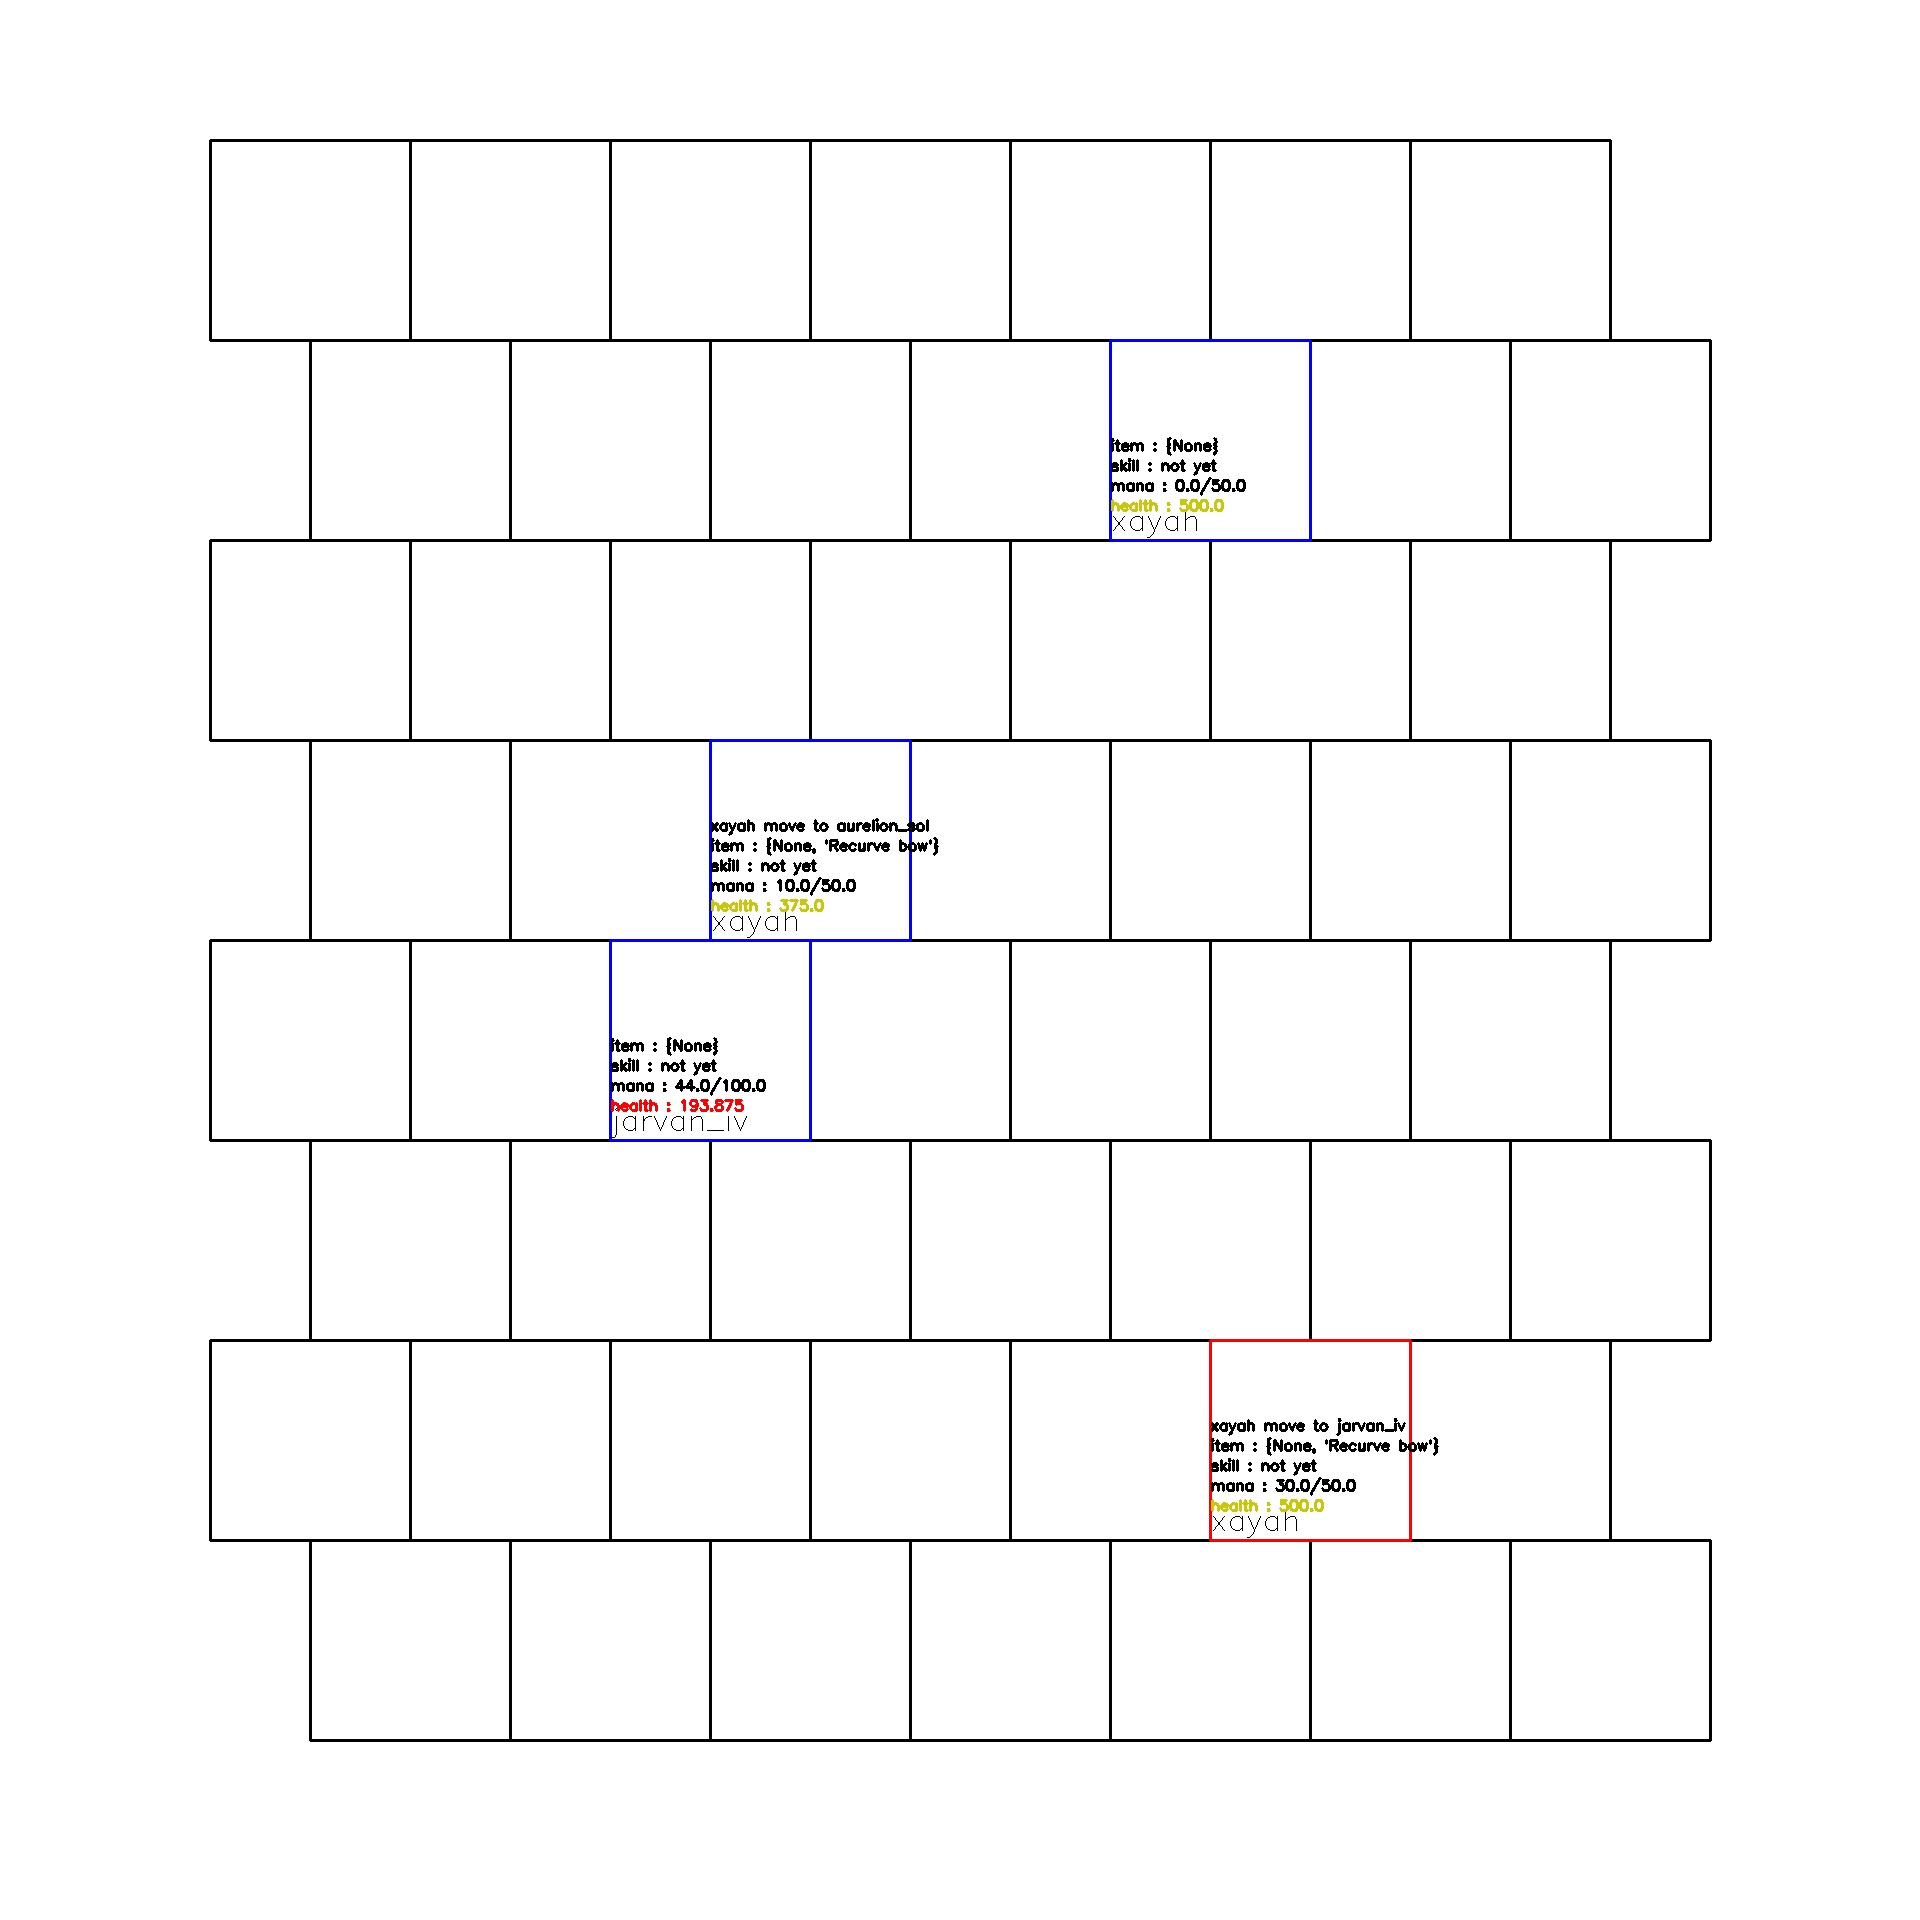 item : {None}
skill : not yet
mana : 0.0/50.0
health : 500.0
xayah
xayah move to aurelion_sol
item : {None, 'Recurve bow'}
skill : not yet
mana : 10.0/50.0
health : 375.0
xayah
item : {None}
skill : not yet
mana : 44.0/100.0
health : 193.875
jarvan_iv
xayah move to jarvan_iv
item : {None, 'Recurve bow'}
skill : not yet
mana : 30.0/50.0
health : 500.0
xayah